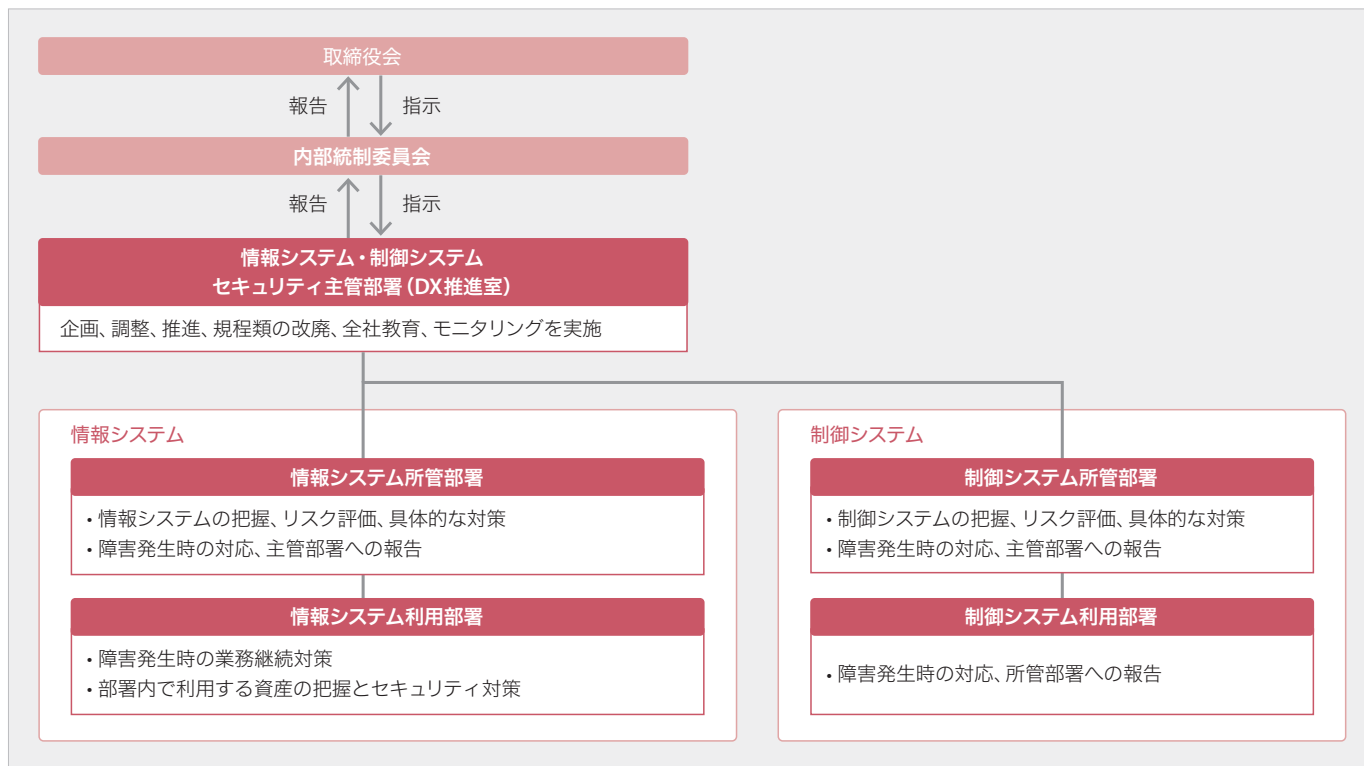 取締役会
報告
指示
内部統制委員会
報告
指示
情報システム・制御システム
セキュリティ主管部署（DX推進室）
企画、調整、推進、規程類の改廃、全社教育、モニタリングを実施
情報システム
情報システム所管部署
・情報システムの把握、リスク評価、具体的な対策
・障害発生時の対応、主管部署への報告
情報システム利用部署
・障害発生時の業務継続対策
・部署内で利用する資産の把握とセキュリティ対策
制御システム
制御システム所管部署
・制御システムの把握、リスク評価、具体的な対策
・障害発生時の対応、主管部署への報告
制御システム利用部署
・障害発生時の対応、所管部署への報告